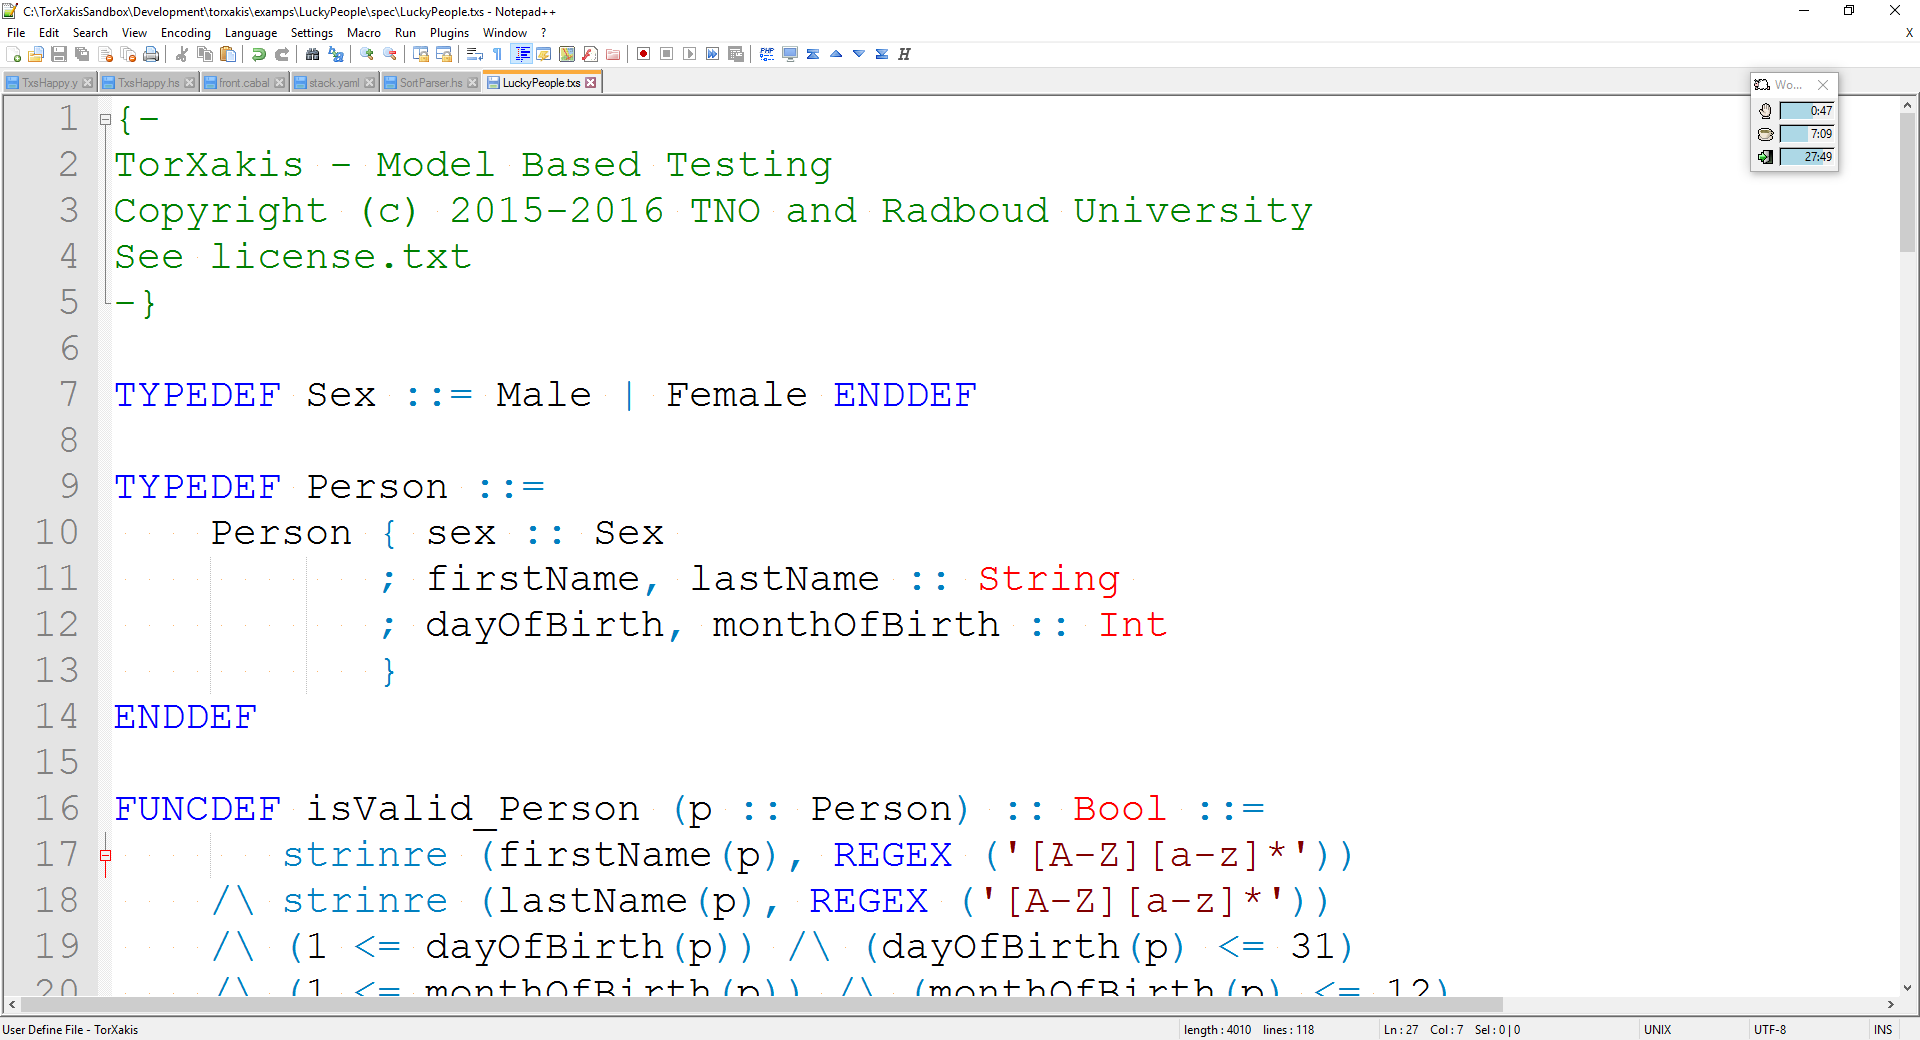 C:\TorXakisSandbox\Development\torxakis\examps\LuckyPeople\spec\LuckyPeople.txs - Notepad++
File Edit Search View Encoding Language Settings Macro Run Plugins Window ? X
TxsHappy.y TxsHappy.hs front.cabal stack.yaml SortParser.hs LuckyPeople.txs
Wo...
0:47
7:09
27:49
1 {-
2 TorXakis - Model Based Testing
3 Copyright (c) 2015-2016 TNO and Radboud University
4 See license.txt
5 -}
6
7 TYPEDEF Sex ::= Male | Female ENDDEF
8
9 TYPEDEF Person ::=
10 Person { sex :: Sex
11 ; firstName, lastName :: String
12 ; dayOfBirth, monthOfBirth :: Int
13 }
14 ENDDEF
15
16 FUNCDEF isValid_Person (p :: Person) :: Bool ::=
17 strinre (firstName(p), REGEX ('[A-Z][a-z]*'))
18 /\ strinre (lastName(p), REGEX ('[A-Z][a-z]*'))
19 /\ (1 <= dayOfBirth(p)) /\ (dayOfBirth(p) <= 31)
20 /\ (1 <= monthOfBirth(p)) /\ (monthOfBirth(p) <= 12)
User Define File - TorXakis length : 4010 lines : 118 Ln : 27 Col : 7 Sel : 0 | 0 UNIX UTF-8 INS